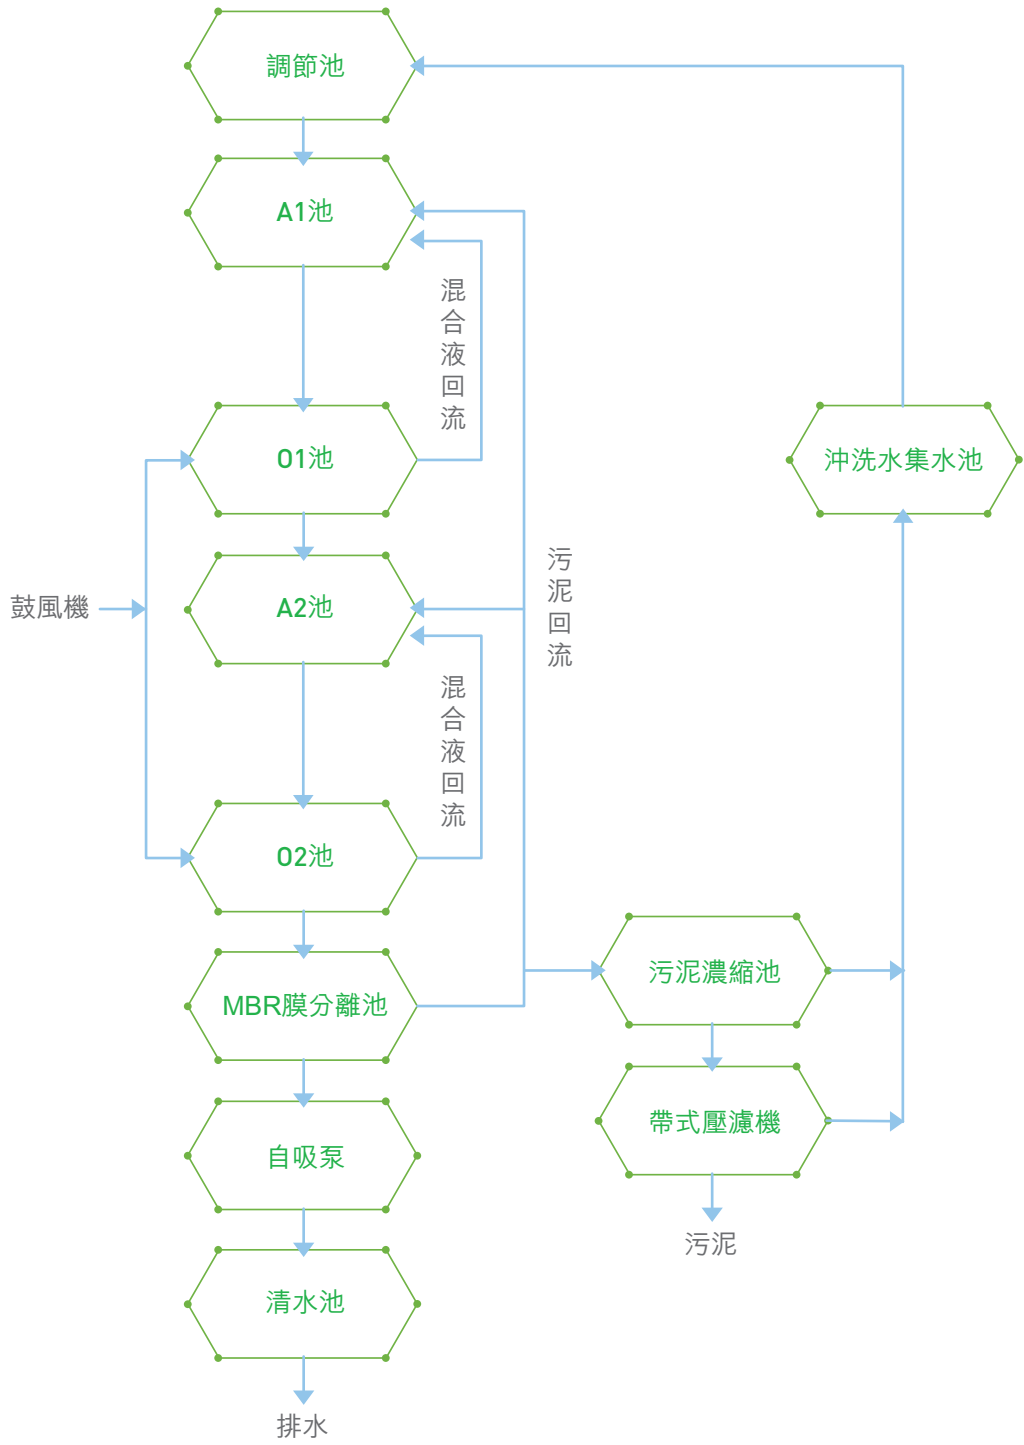 調節池
A1池
混合液回流
O1池
沖洗水集水池
污泥回流
鼓風機
A2池
混合液回流
O2池
污泥濃縮池
MBR膜分離池
帶式壓濾機
自吸泵
污泥
清水池
排水